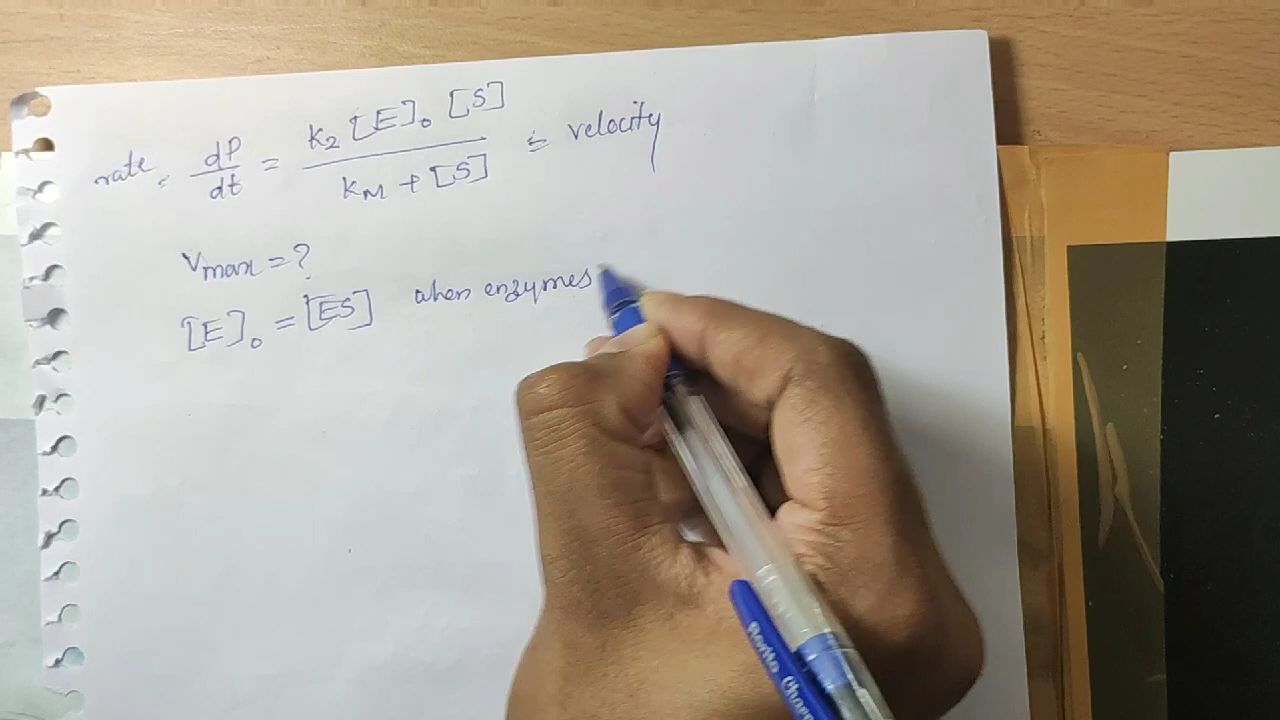 rate = dP/dt = k₂ [E]₀ [S] / kM + [S] = velocity
Vmax = ?
[E]₀ = [ES] when enzymes